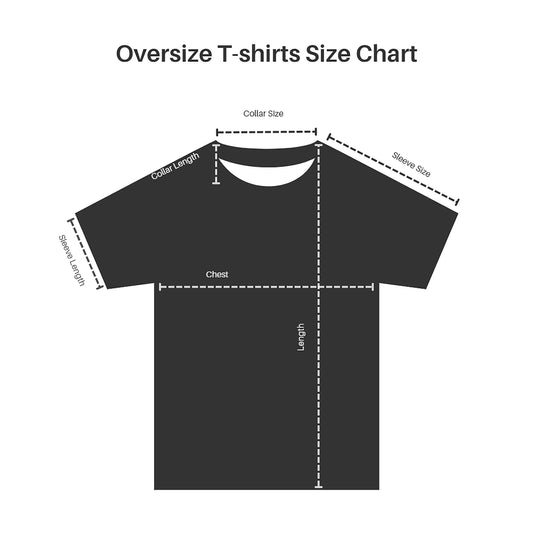 Oversize T-shirts Size Chart
Collar Size
Collar Length
Sleeve Size
Sleeve Length
Chest
Length